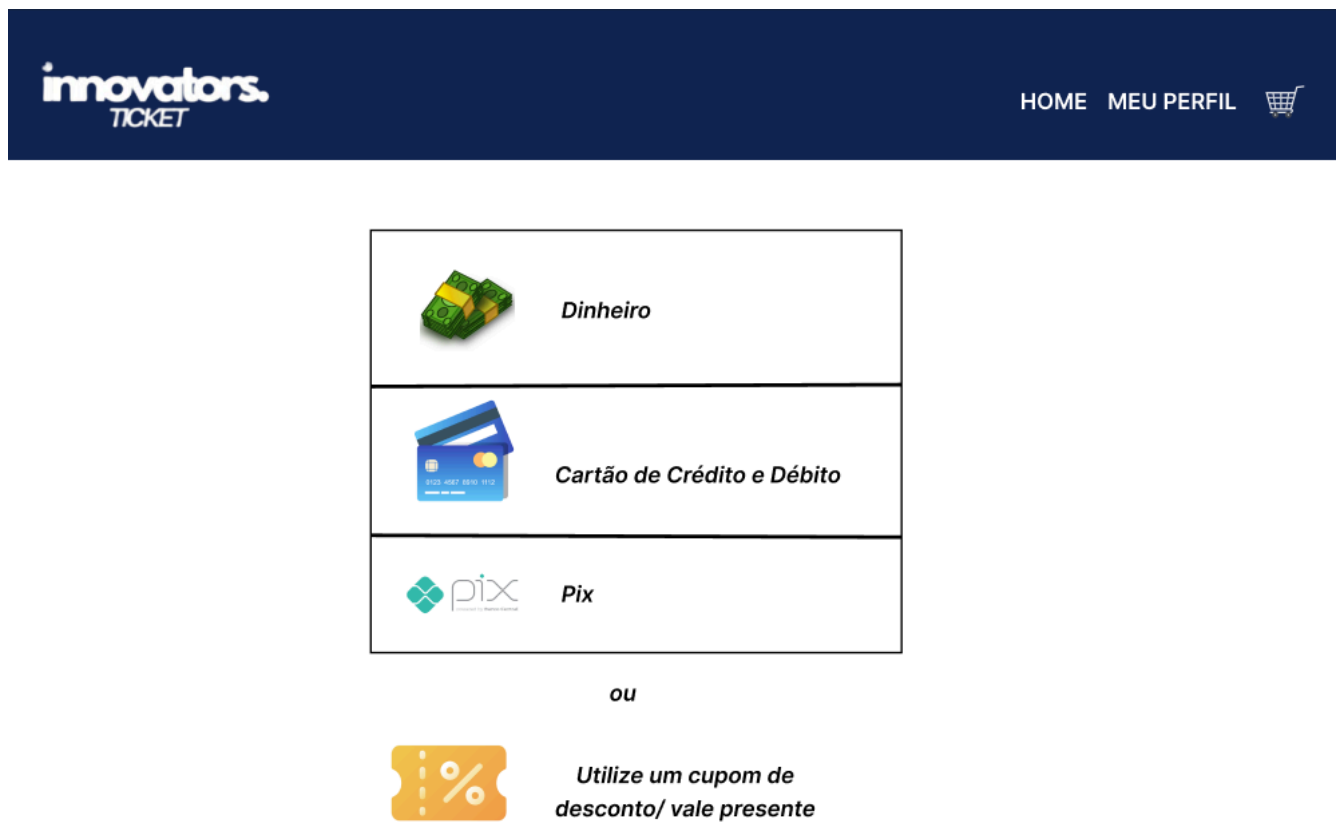 innovators.
TICKET
HOME MEU PERFIL
Dinheiro
0123 4567 8910 1112
Cartão de Crédito e Débito
pix
Pix
ou
%
Utilize um cupom de
desconto/ vale presente